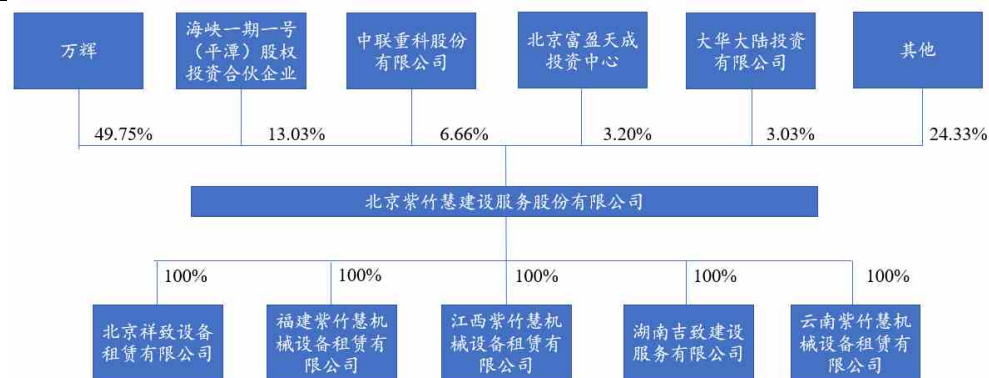 万辉
海峡一期一号
（平潭）股权
投资合伙企业
中联重科股份
有限公司
北京富盈天成
投资中心
大华大陆投资
有限公司
其他
49.75%
13.03%
6.66%
3.20%
3.03%
24.33%
北京紫竹慧建设服务股份有限公司
100%
100%
100%
100%
100%
北京祥致设备
租赁有限公司
福建紫竹慧机
械设备租赁有
限公司
江西紫竹慧机
械设备租赁有
限公司
湖南吉致建设
服务有限公司
云南紫竹慧机
械设备租赁有
限公司